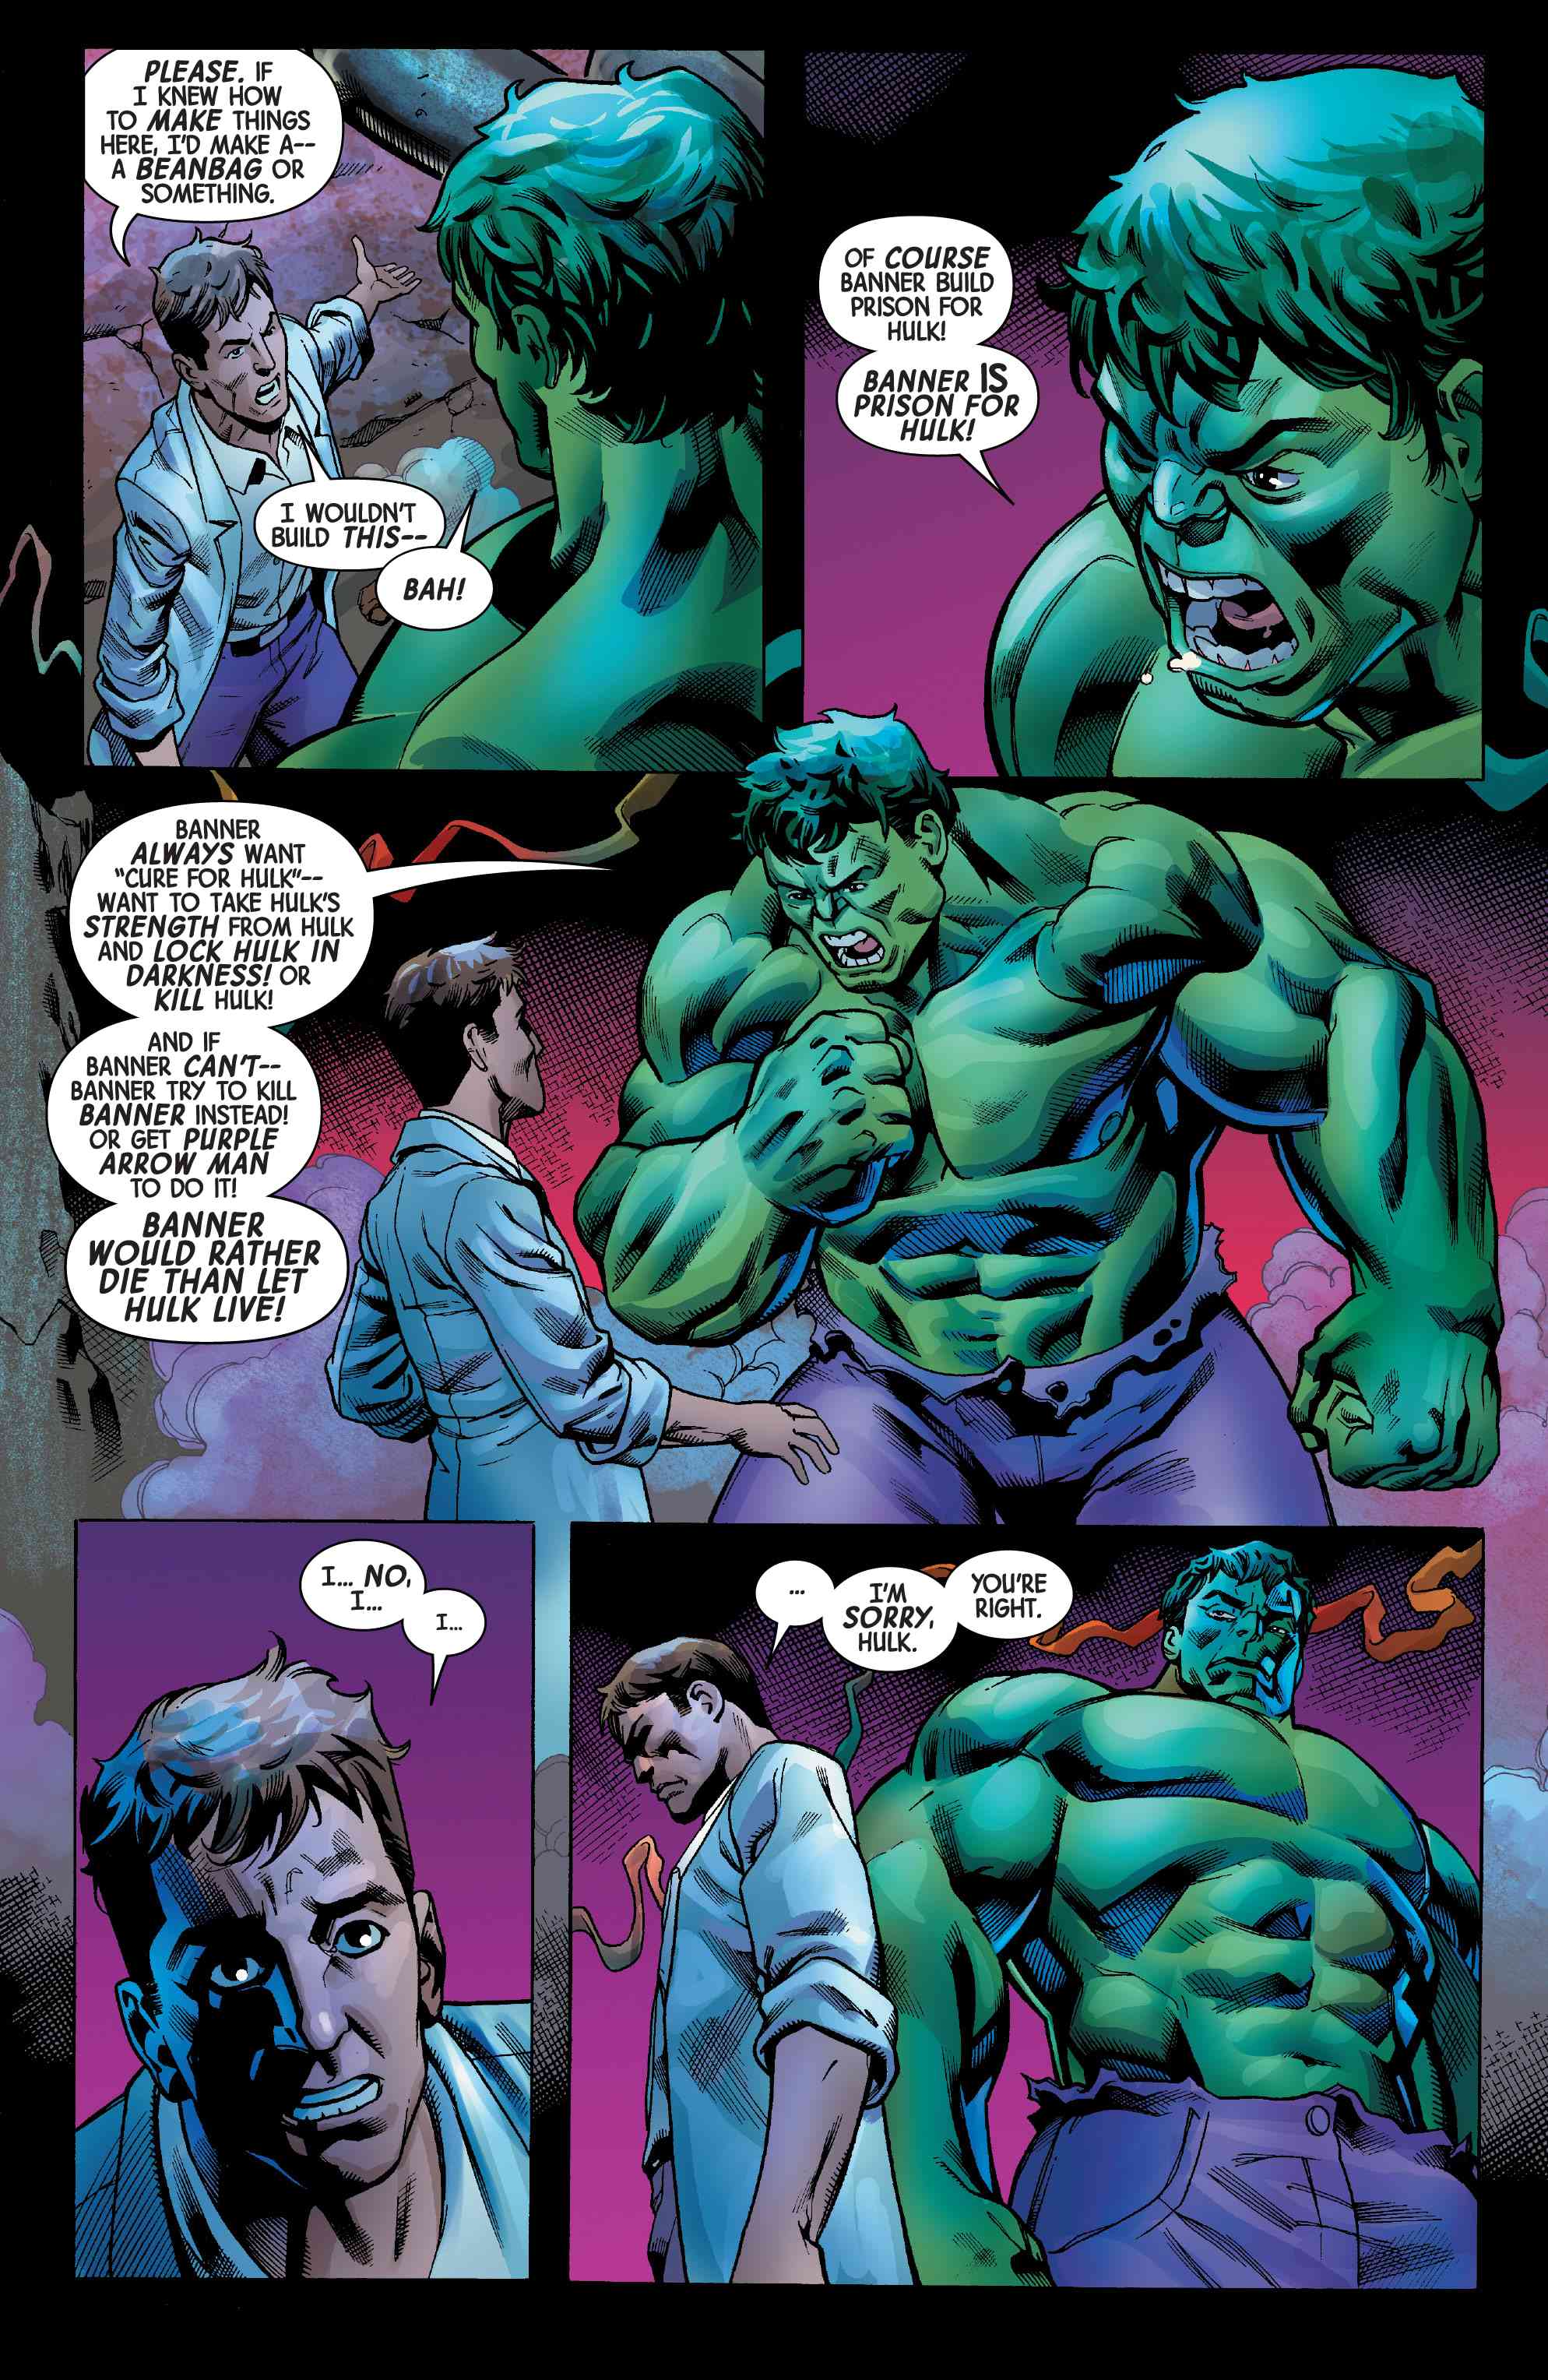 PLEASE. IF
I KNEW HOW
TO MAKE THINGS
HERE, I'D MAKE A--
A BEANBAG OR
SOMETHING.
I WOULDN'T
BUILD THIS--
BAH!
OF COURSE
BANNER BUILD
PRISON FOR
HULK!
BANNER IS
PRISON FOR
HULK!
BANNER
ALWAYS WANT
"CURE FOR HULK"--
WANT TO TAKE HULK'S
STRENGTH FROM HULK
AND LOCK HULK IN
DARKNESS! OR
KILL HULK!
AND IF
BANNER CAN'T--
BANNER TRY TO KILL
BANNER INSTEAD!
OR GET PURPLE
ARROW MAN
TO DO IT!
BANNER
WOULD RATHER
DIE THAN LET
HULK LIVE!
I... NO,
I...
I...
...
I'M
SORRY,
HULK.
YOU'RE
RIGHT.